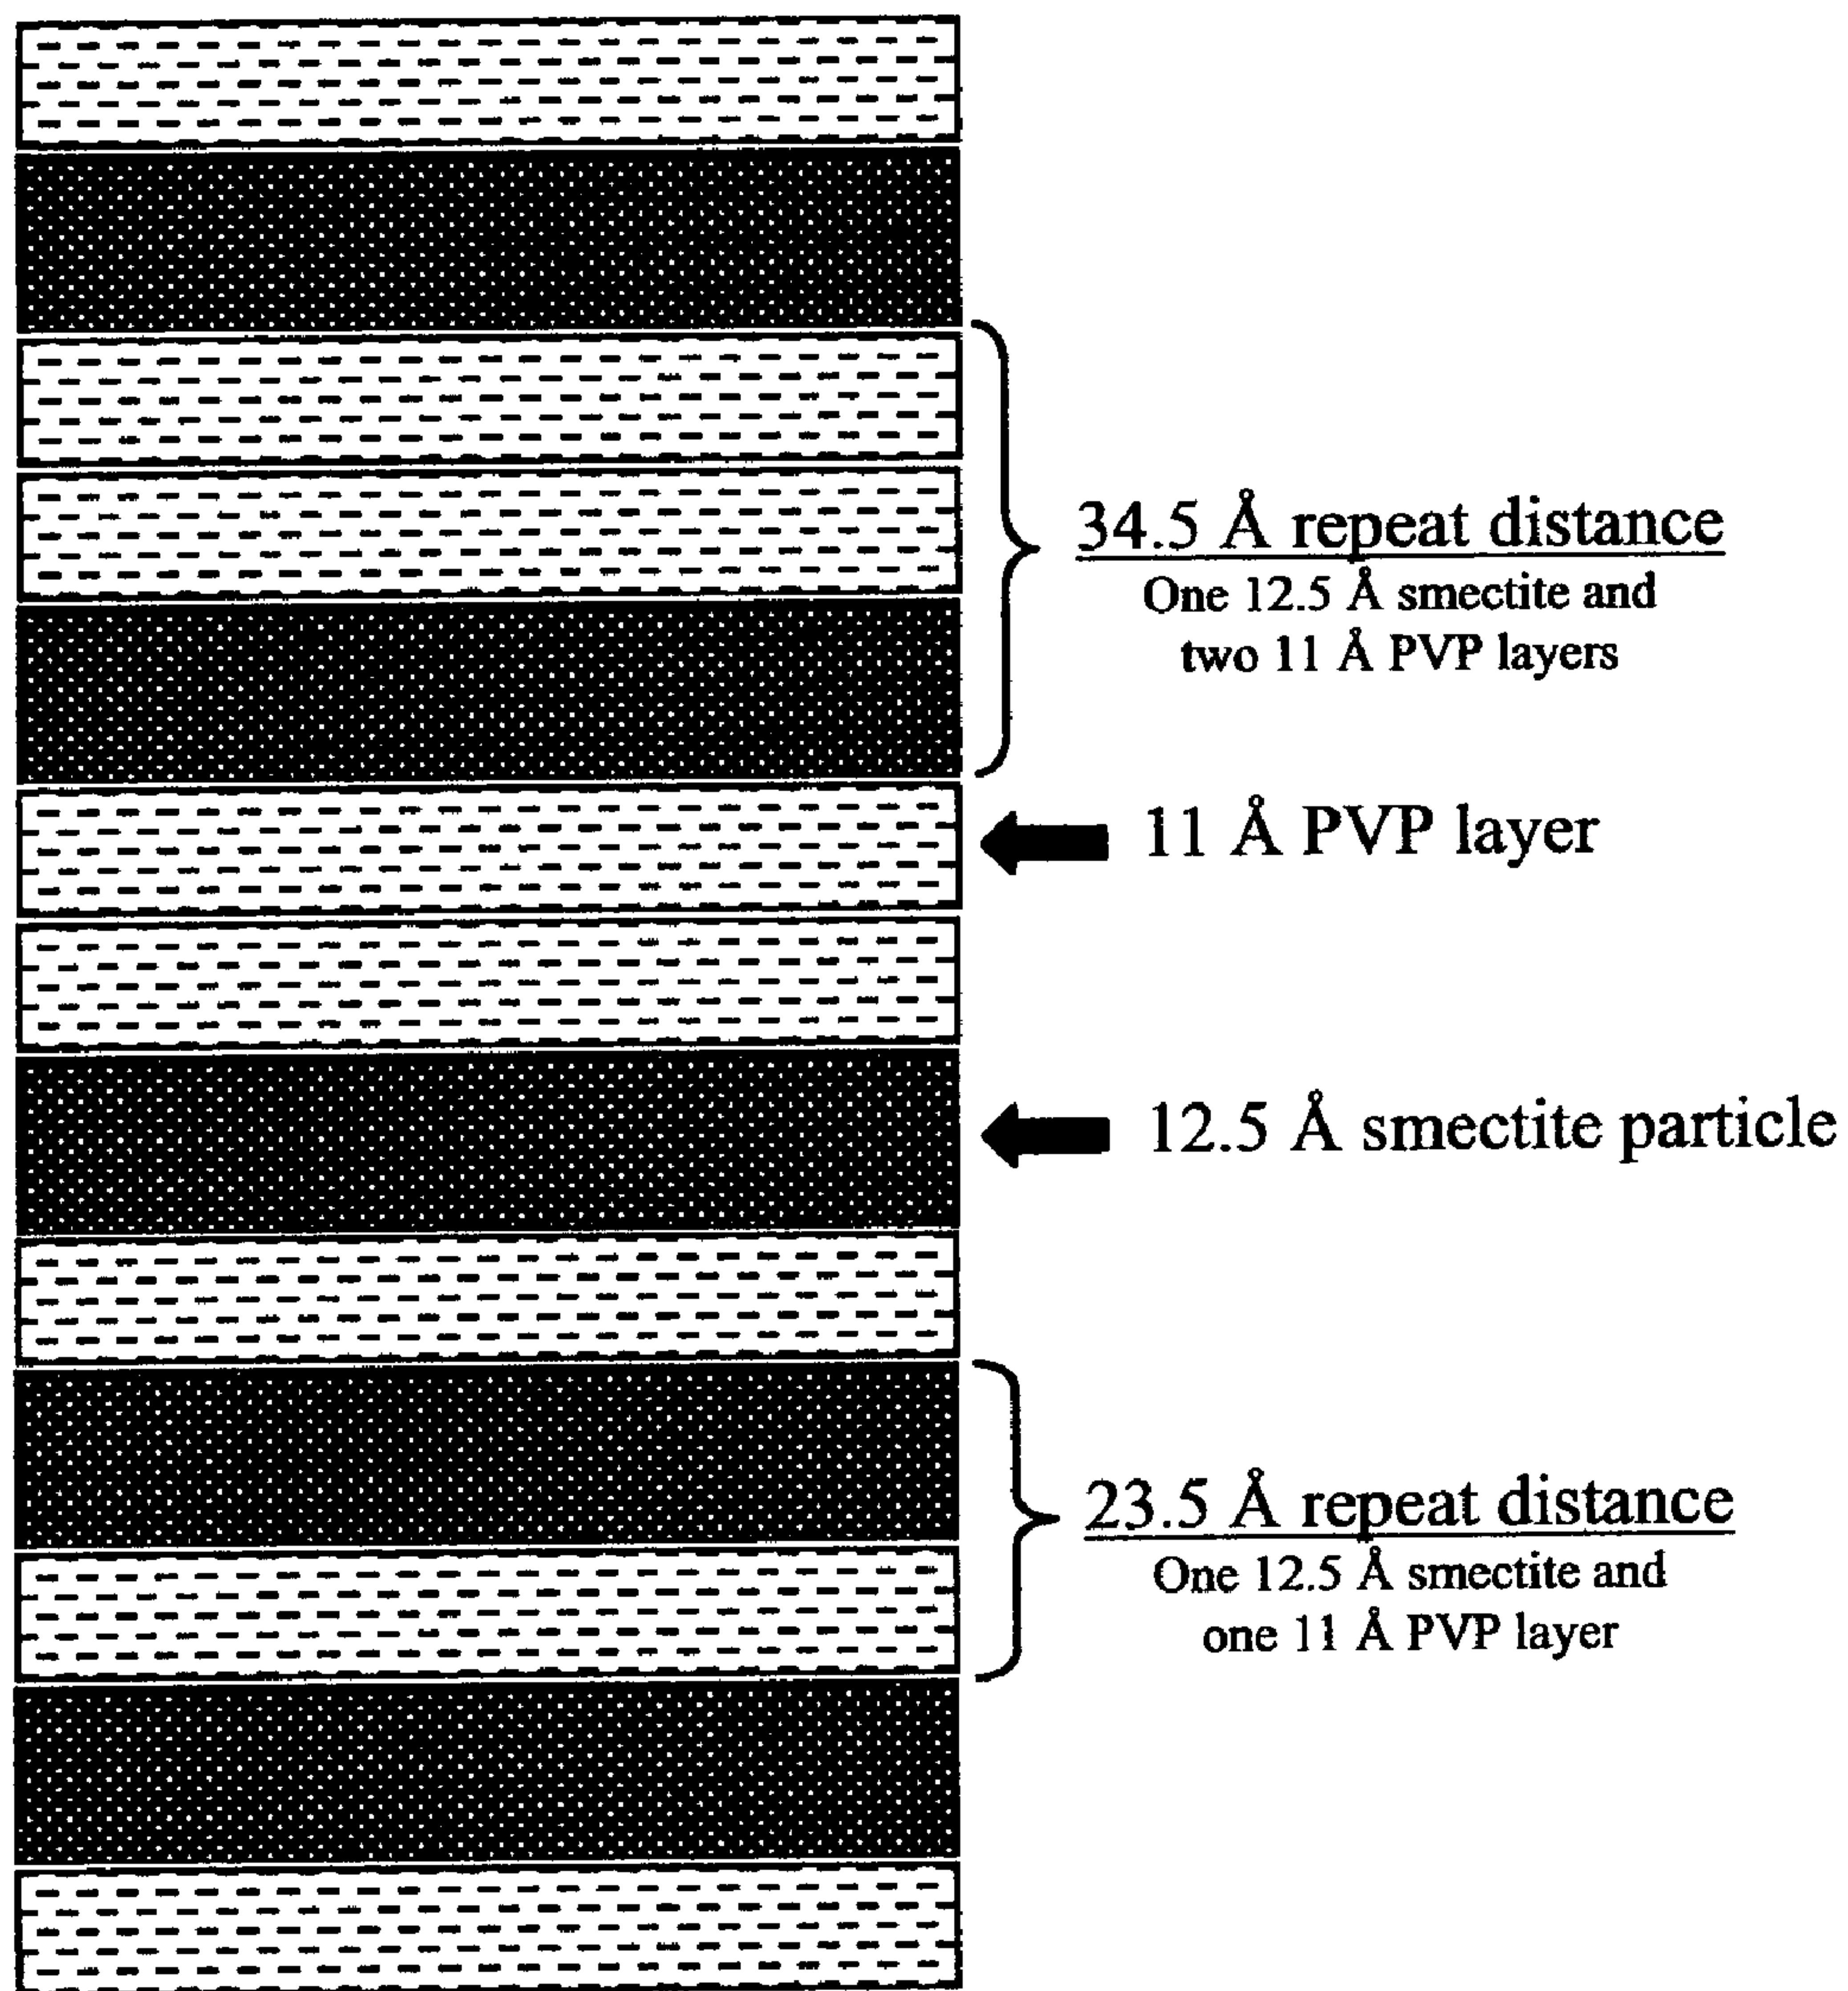 34.5 Å repeat distance
One 12.5 Å smectite and
two 11 Å PVP layers
11 Å PVP layer
12.5 Å smectite particle
23.5 Å repeat distance
One 12.5 Å smectite and
one 11 Å PVP layer